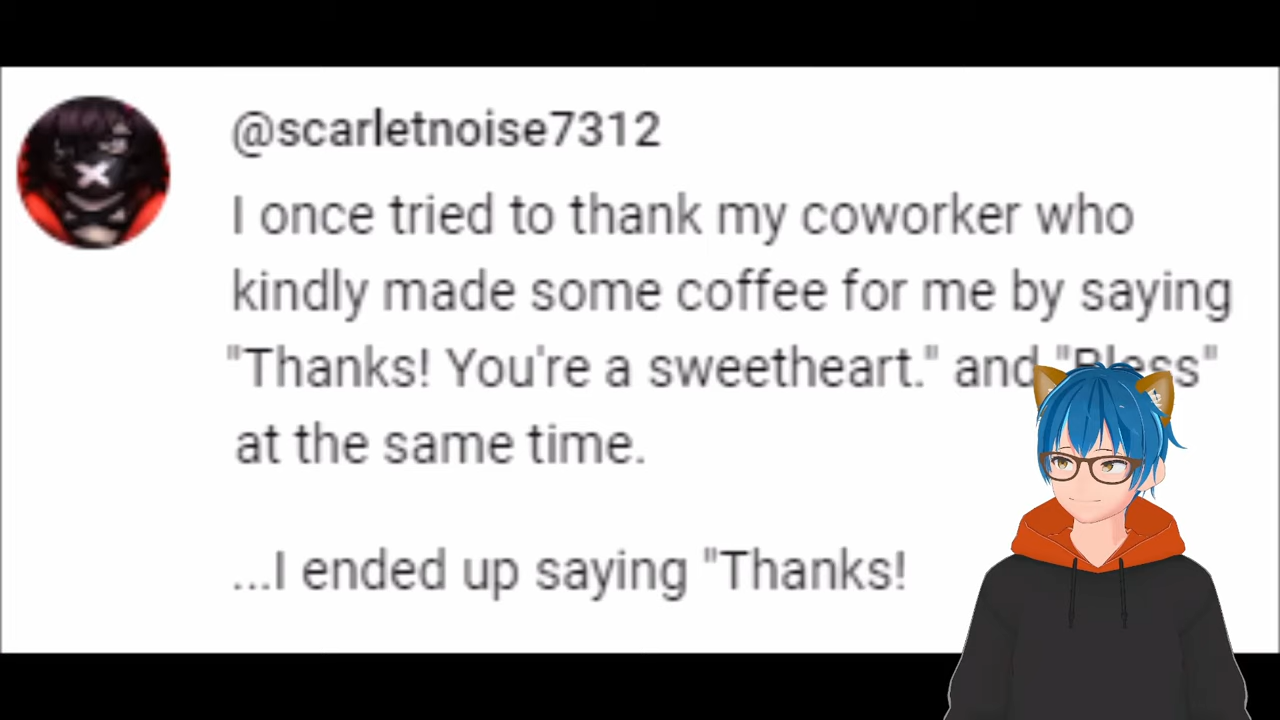 @scarletnoise7312
I once tried to thank my coworker who
kindly made some coffee for me by saying
"Thanks! You're a sweetheart." and "Bless"
at the same time.
...I ended up saying "Thanks!